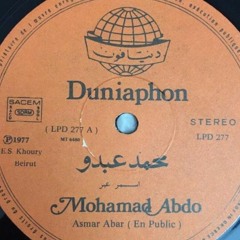 دنيافون
Duniaphon
SACEM
( LPD 277 A )
STEREO
LPD 277
℗ 1977
E.S. Khoury
Beirut
محمد عبدو
اسمر عبر
Mohamad Abdo
Asmar Abar ( En Public )